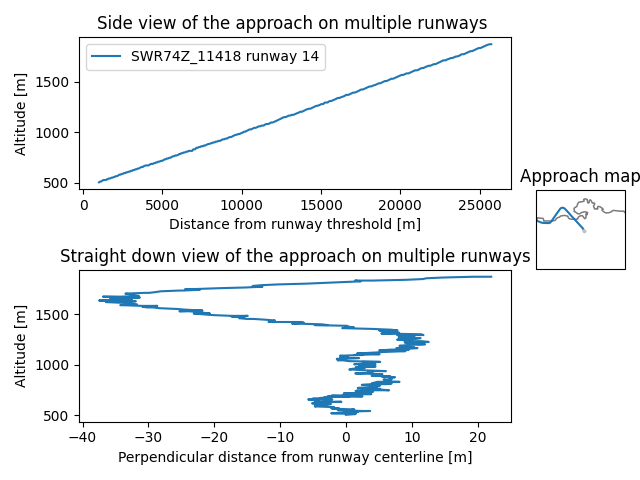 Side view of the approach on multiple runways
SWR74Z_11418 runway 14
Altitude [m]
1500
1000
500
0
5000
10000
15000
20000
25000
Distance from runway threshold [m]
Approach map
Straight down view of the approach on multiple runways
Altitude [m]
1500
1000
500
−40
−30
−20
−10
0
10
20
Perpendicular distance from runway centerline [m]